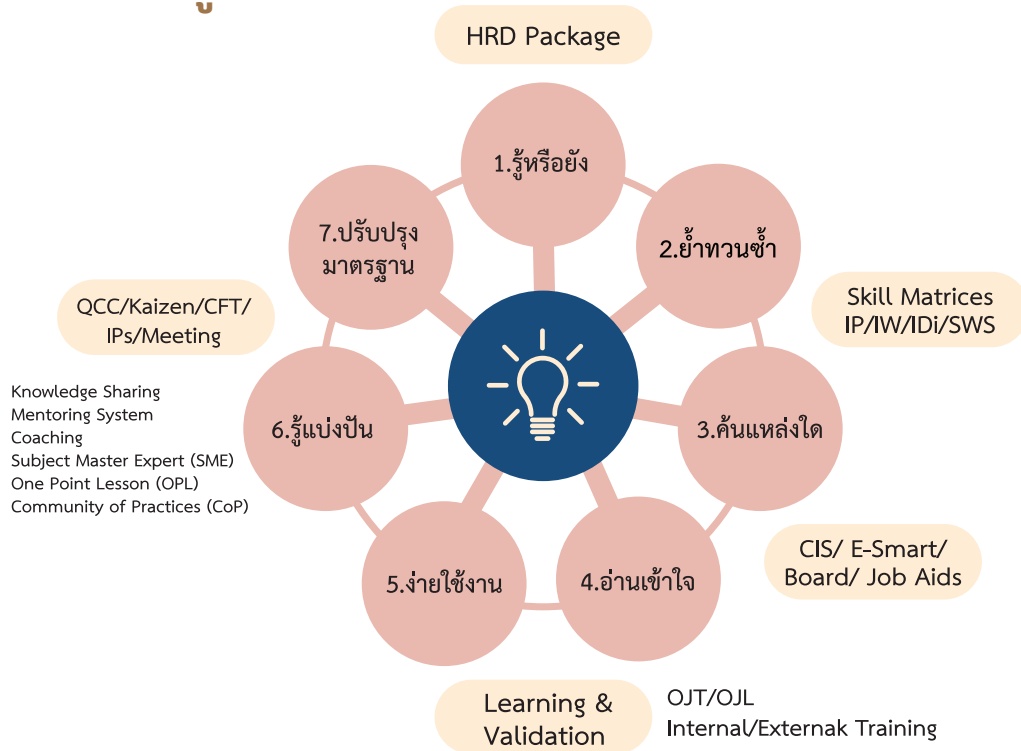 HRD Package
1.รู้หรือยัง
2.ย้ำทวนซ้ำ
Skill Matrices
IP/IW/IDi/SWS
3.ค้นแหล่งใด
CIS/ E-Smart/
Board/ Job Aids
4.อ่านเข้าใจ
5.ง่ายใช้งาน
Learning &
Validation
OJT/OJL
Internal/Externak Training
6.รู้แบ่งปัน
Knowledge Sharing
Mentoring System
Coaching
Subject Master Expert (SME)
One Point Lesson (OPL)
Community of Practices (CoP)
7.ปรับปรุง
มาตรฐาน
QCC/Kaizen/CFT/
IPs/Meeting